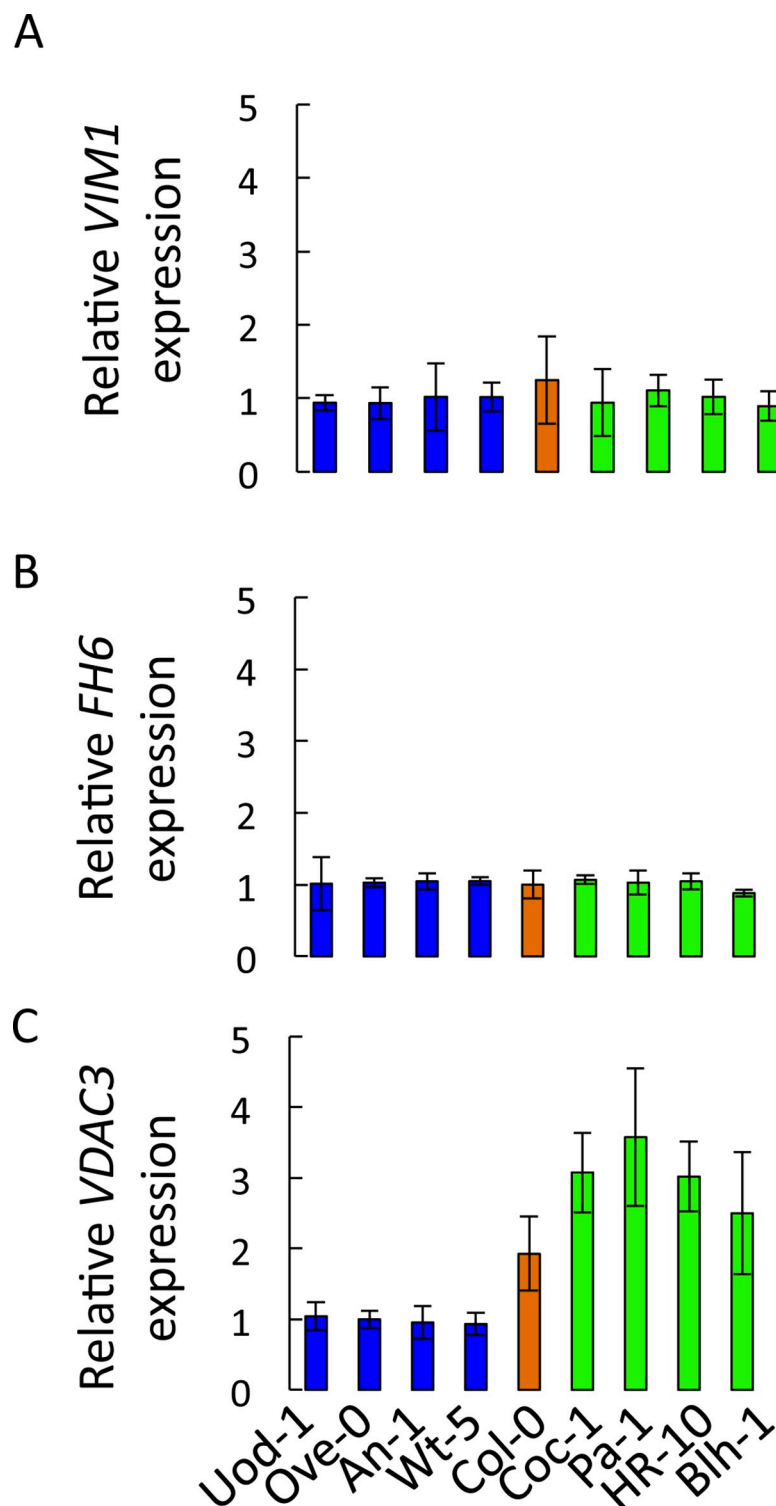 A
Relative VIM1
expression
5
4
3
2
1
0
B
Relative FH6
expression
5
4
3
2
1
0
C
Relative VDAC3
expression
5
4
3
2
1
0
Uod-1
Ove-0
An-1
Wt-5
Col-0
Coc-1
Pa-1
HR-10
Blh-1